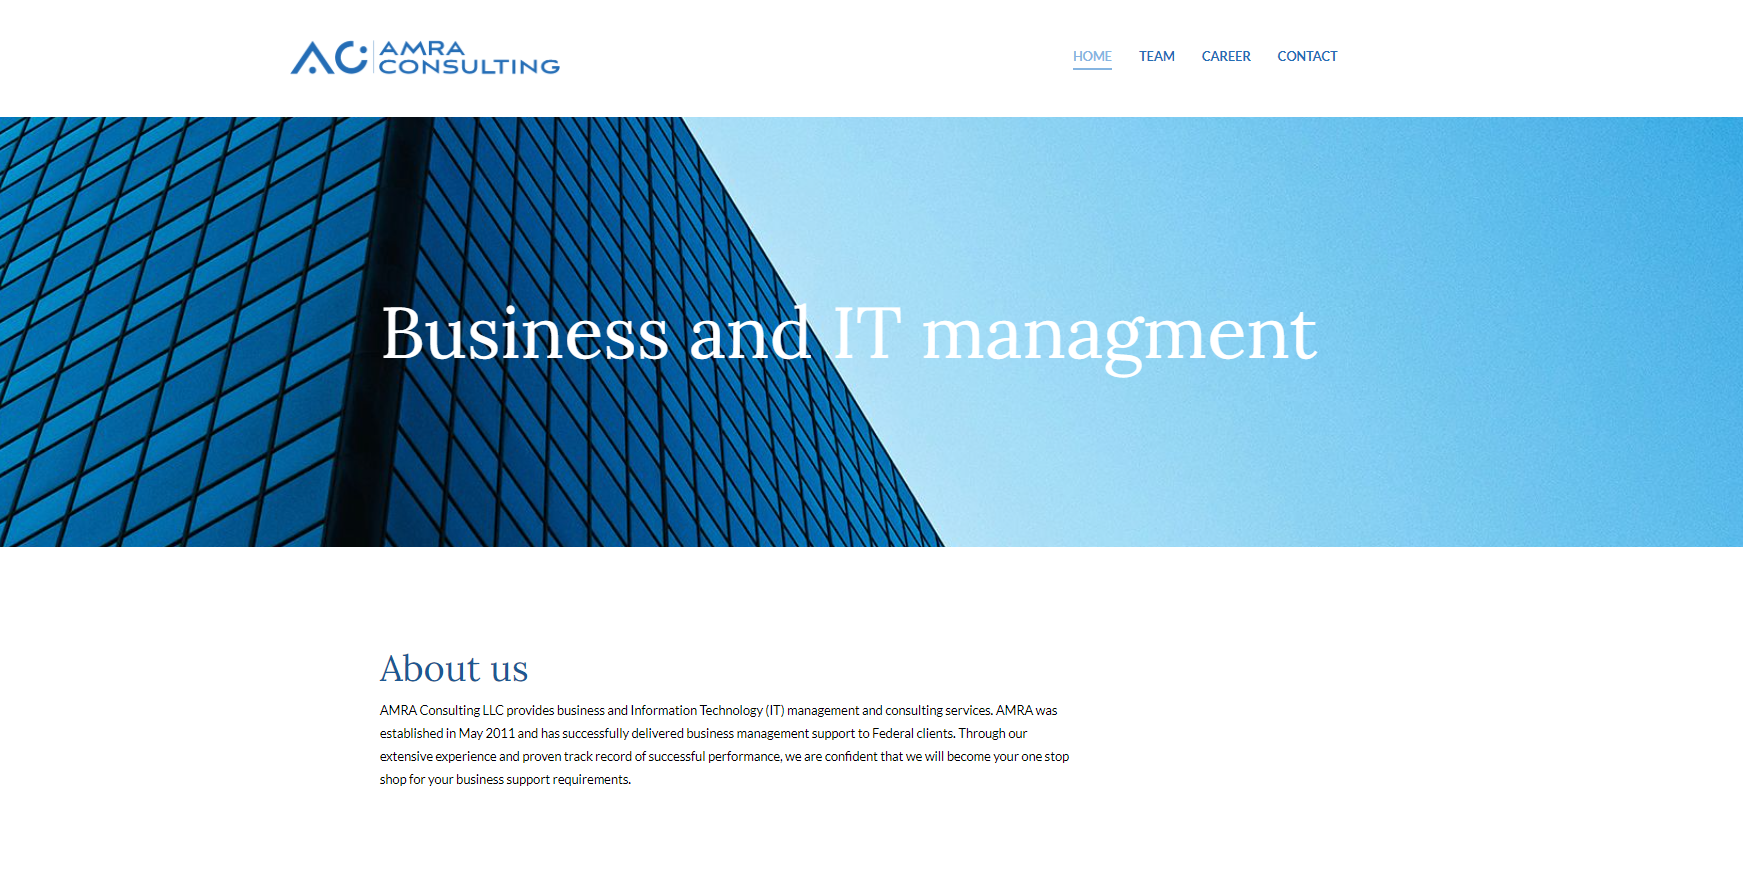 AC AMRA CONSULTING
HOME TEAM CAREER CONTACT
Business and IT managment
About us
AMRA Consulting LLC provides business and Information Technology (IT) management and consulting services. AMRA was
established in May 2011 and has successfully delivered business management support to Federal clients. Through our
extensive experience and proven track record of successful performance, we are confident that we will become your one stop
shop for your business support requirements.